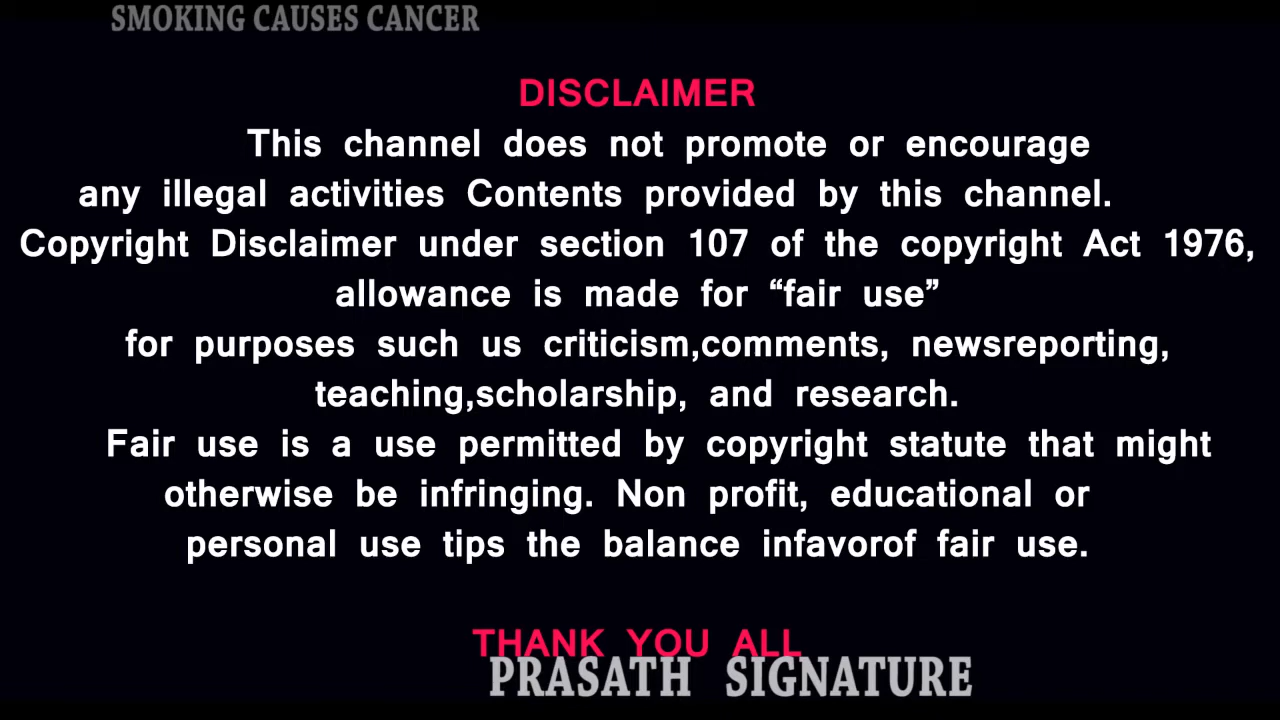 SMOKING CAUSES CANCER
DISCLAIMER
This channel does not promote or encourage
any illegal activities Contents provided by this channel.
Copyright Disclaimer under section 107 of the copyright Act 1976,
allowance is made for “fair use”
for purposes such us criticism,comments, newsreporting,
teaching,scholarship, and research.
Fair use is a use permitted by copyright statute that might
otherwise be infringing. Non profit, educational or
personal use tips the balance infavorof fair use.
THANK YOU ALL
PRASATH SIGNATURE